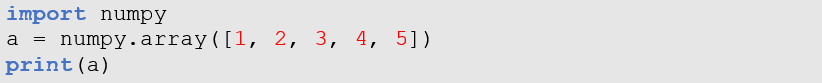 import numpy
a = numpy.array([1, 2, 3, 4, 5])
print(a)